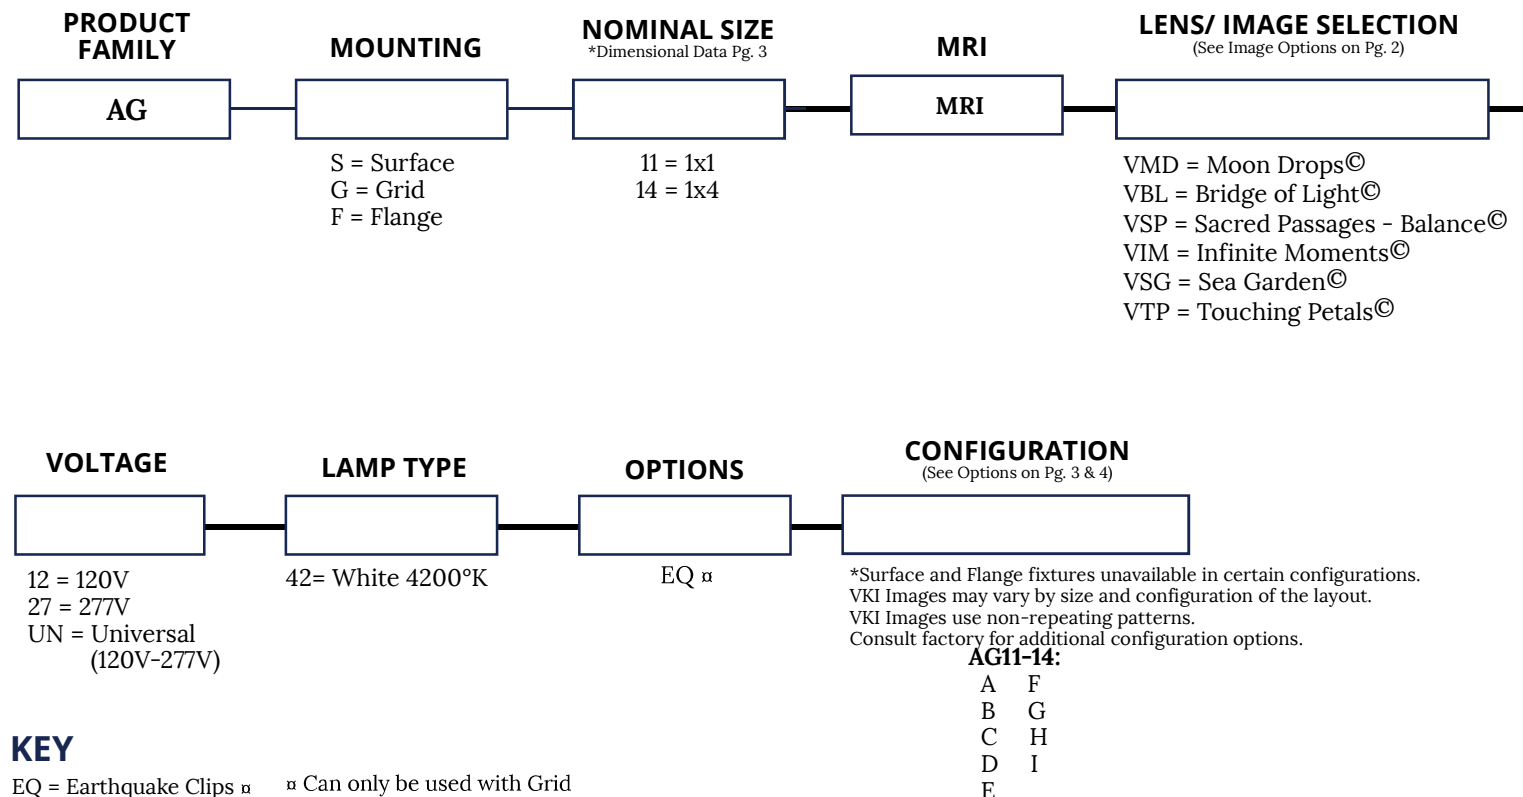 PRODUCT
FAMILY
MOUNTING
NOMINAL SIZE
*Dimensional Data Pg. 3
MRI
LENS/ IMAGE SELECTION
(See Image Options on Pg. 2)
AG
MRI
S = Surface
G = Grid
F = Flange
11 = 1x1
14 = 1x4
VMD = Moon Drops©
VBL = Bridge of Light©
VSP = Sacred Passages - Balance©
VIM = Infinite Moments©
VSG = Sea Garden©
VTP = Touching Petals©
VOLTAGE
LAMP TYPE
OPTIONS
CONFIGURATION
(See Options on Pg. 3 & 4)
12 = 120V
27 = 277V
UN = Universal
(120V-277V)
42= White 4200°K
EQ ¤
*Surface and Flange fixtures unavailable in certain configurations.
VKI Images may vary by size and configuration of the layout.
VKI Images use non-repeating patterns.
Consult factory for additional configuration options.
AG11-14:
A F
B G
C H
D I
E
KEY
EQ = Earthquake Clips ¤
¤ Can only be used with Grid